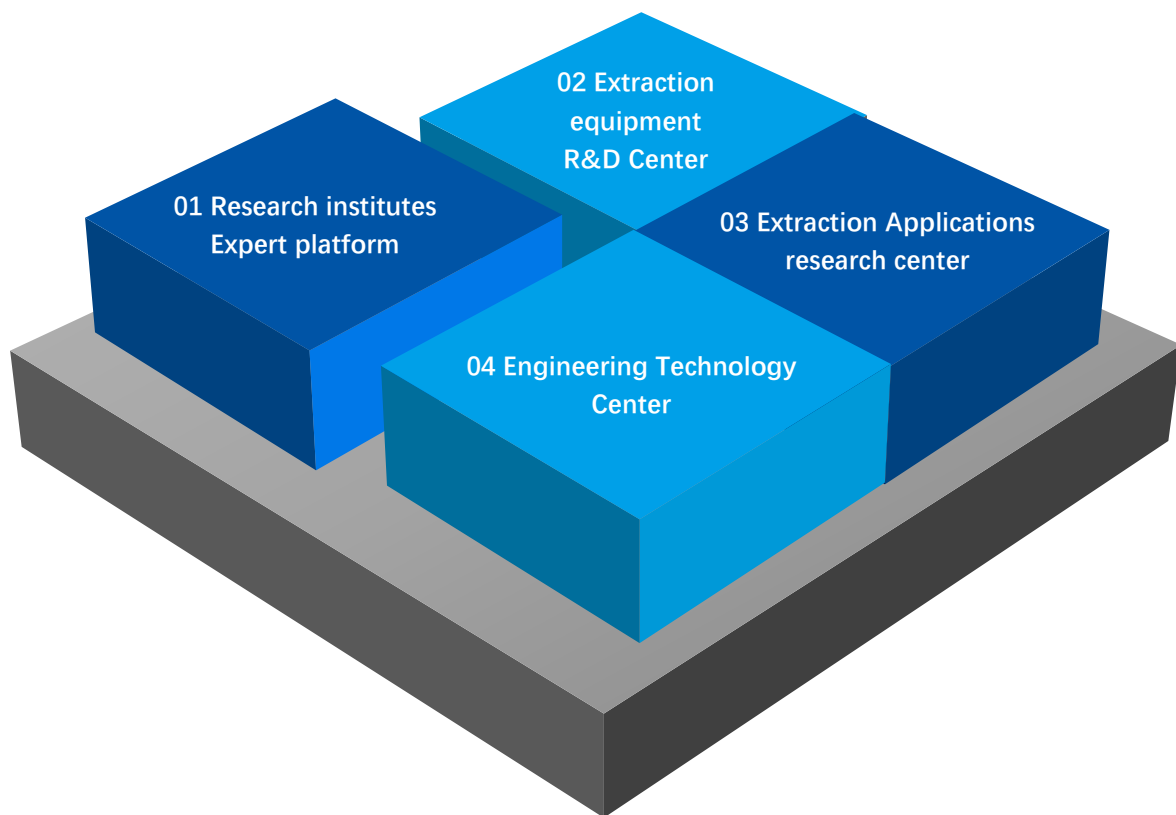 01 Research institutes
Expert platform
02 Extraction
equipment
R&D Center
03 Extraction Applications
research center
04 Engineering Technology
Center